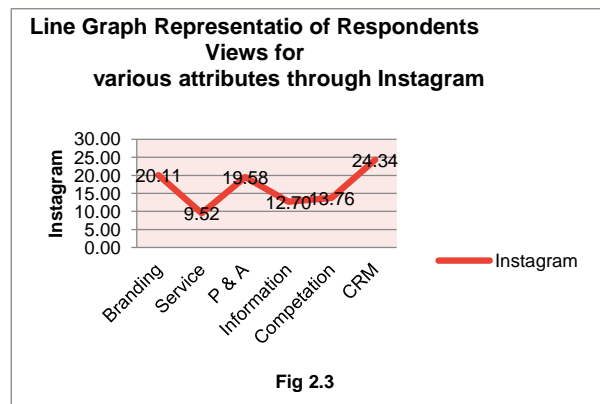 Line Graph Representatio of Respondents
Views for
various attributes through Instagram
30.00
25.00
20.00
15.00
10.00
5.00
0.00
Instagram
20.11
9.52
19.58
12.70
13.76
24.34
Branding
Service
P & A
Information
Competation
CRM
Instagram
Fig 2.3